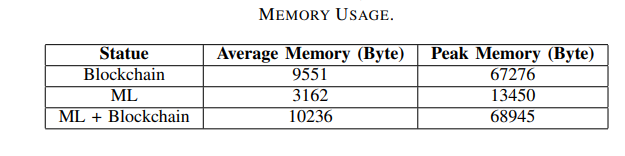 MEMORY USAGE.
Statue Average Memory (Byte) Peak Memory (Byte)
Blockchain 9551 67276
ML 3162 13450
ML + Blockchain 10236 68945